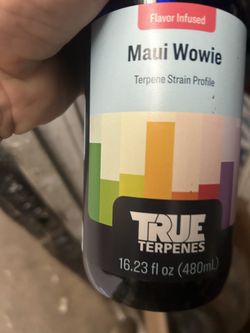 Flavor Infused
Maui Wowie
Terpene Strain Profile
TRUE
TERPENES
16.23 fl oz (480mL)